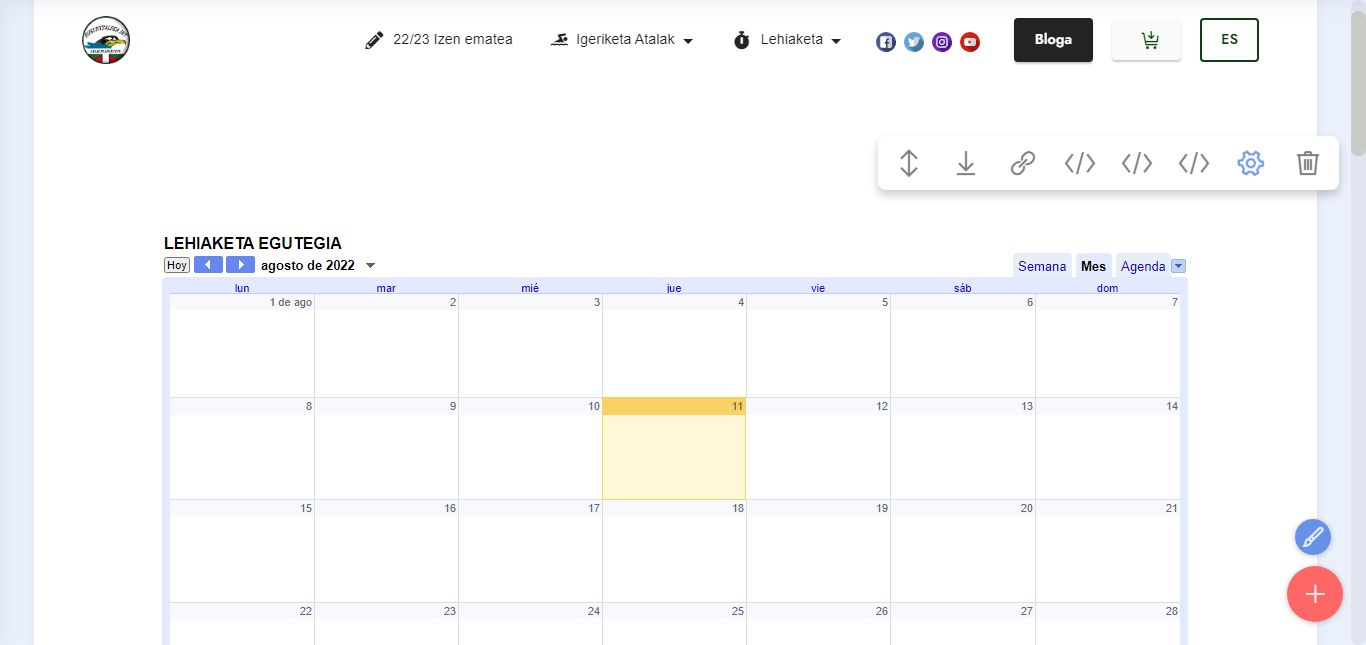 22/23 Izen ematea
Igeriketa Atalak
Lehiaketa
Bloga
ES
LEHIAKETA EGUTEGIA
Hoy
agosto de 2022
Semana
Mes
Agenda
lun mar mié jue vie sáb dom
1 de ago 2 3 4 5 6 7
8 9 10 11 12 13 14
15 16 17 18 19 20 21
22 23 24 25 26 27 28